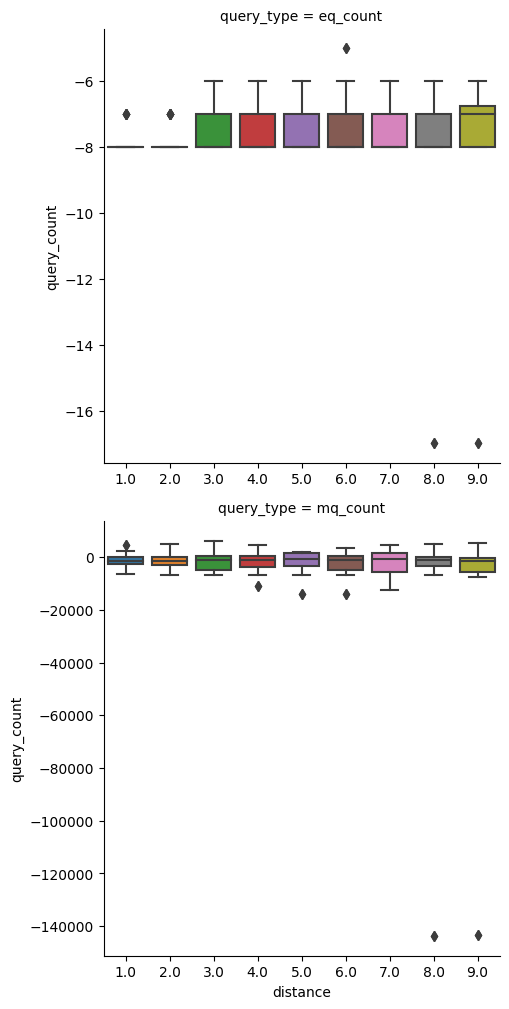 query_type = eq_count
−6
−8
−10
−12
−14
−16
query_count
1.0 2.0 3.0 4.0 5.0 6.0 7.0 8.0 9.0
query_type = mq_count
0
−20000
−40000
−60000
−80000
−100000
−120000
−140000
query_count
1.0 2.0 3.0 4.0 5.0 6.0 7.0 8.0 9.0
distance